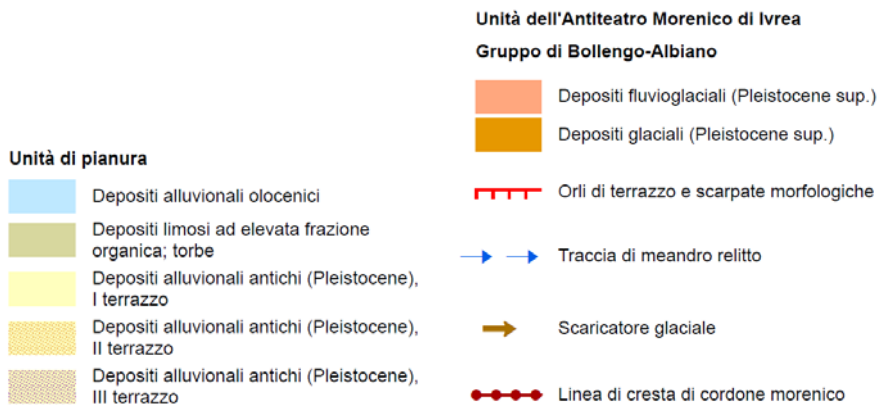 Unità di pianura
Depositi alluvionali olocenici
Depositi limosi ad elevata frazione
organica; torbe
Depositi alluvionali antichi (Pleistocene),
I terrazzo
Depositi alluvionali antichi (Pleistocene),
II terrazzo
Depositi alluvionali antichi (Pleistocene),
III terrazzo
Unità dell'Antiteatro Morenico di Ivrea
Gruppo di Bollengo-Albiano
Depositi fluvioglaciali (Pleistocene sup.)
Depositi glaciali (Pleistocene sup.)
Orli di terrazzo e scarpate morfologiche
Traccia di meandro relitto
Scaricatore glaciale
Linea di cresta di cordone morenico